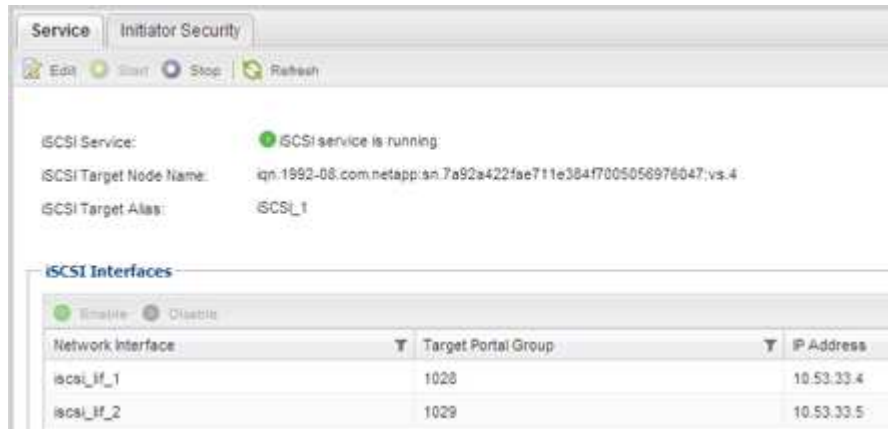 Service Initiator Security
Edit Start Stop Refresh
iSCSI Service: iSCSI service is running
iSCSI Target Node Name: iqn.1992-08.com.netapp:sn.7a92a422fae711e384f7005056976047:vs.4
iSCSI Target Alias: iSCSI_1
iSCSI Interfaces
Enable Disable
Network Interface Target Portal Group IP Address
iscsi_lif_1 1028 10.53.33.4
iscsi_lif_2 1029 10.53.33.5